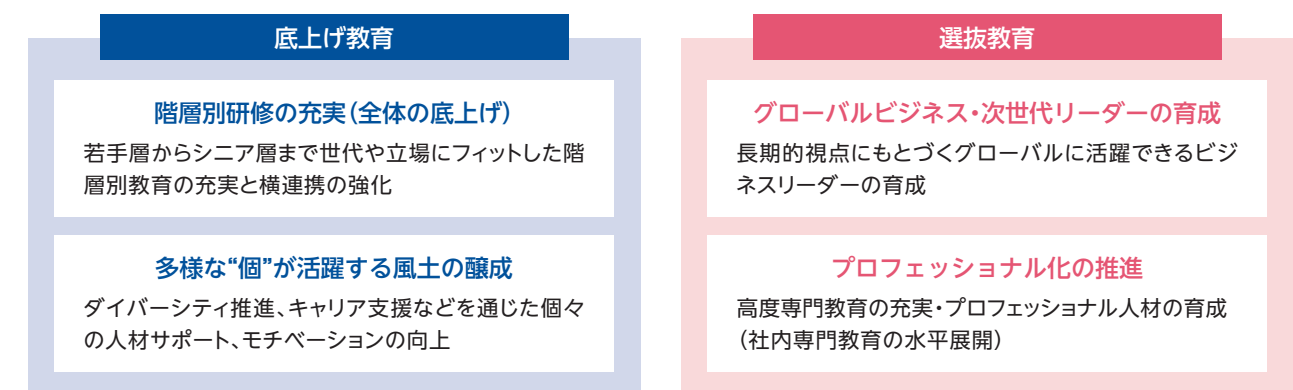 底上げ教育
階層別研修の充実（全体の底上げ）
若手層からシニア層まで世代や立場にフィットした階
層別教育の充実と横連携の強化
多様な“個”が活躍する風土の醸成
ダイバーシティ推進、キャリア支援などを通じた個々
の人材サポート、モチベーションの向上
選抜教育
グローバルビジネス・次世代リーダーの育成
長期的視点にもとづくグローバルに活躍できるビジ
ネスリーダーの育成
プロフェッショナル化の推進
高度専門教育の充実・プロフェッショナル人材の育成
（社内専門教育の水平展開）